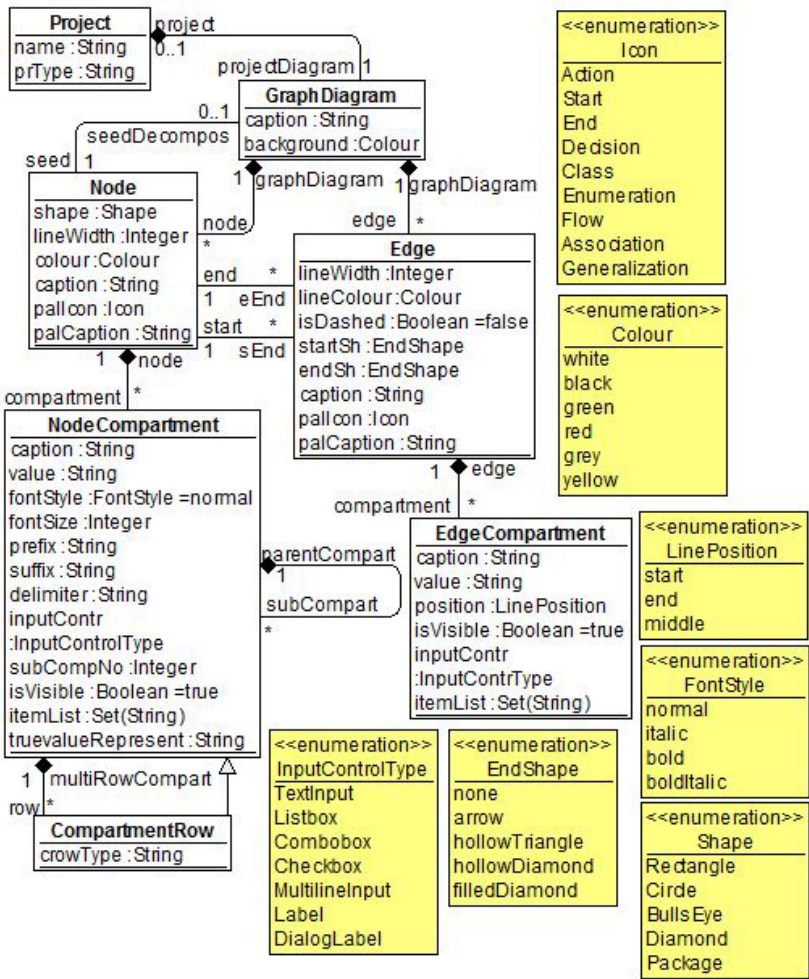 Project
name :String
prType :String
project
0..1
projectDiagram 1
GraphDiagram
caption :String
background :Colour
0..1
seedDecompos
seed 1
1 graphDiagram
1 graphDiagram
Node
shape :Shape
lineWidth :Integer
colour :Colour
caption :String
palIcon :Icon
palCaption :String
node
*
edge *
end *
1 eEnd
start *
1 sEnd
Edge
lineWidth :Integer
lineColour :Colour
isDashed :Boolean =false
startSh :EndShape
endSh :EndShape
caption :String
palIcon :Icon
palCaption :String
1 node
compartment *
1 edge
compartment *
NodeCompartment
caption :String
value :String
fontStyle :FontStyle =normal
fontSize :Integer
prefix :String
suffix :String
delimiter :String
inputContr
:InputControlType
subCompNo :Integer
isVisible :Boolean =true
itemList :Set(String)
truevalueRepresent :String
parentCompart
1
subCompart
*
EdgeCompartment
caption :String
value :String
position :LinePosition
isVisible :Boolean =true
inputContr
:InputContrType
itemList :Set(String)
1 multiRowCompart
row *
CompartmentRow
crowType :String
<<enumeration>>
Icon
Action
Start
End
Decision
Class
Enumeration
Flow
Association
Generalization
<<enumeration>>
Colour
white
black
green
red
grey
yellow
<<enumeration>>
LinePosition
start
end
middle
<<enumeration>>
FontStyle
normal
italic
bold
boldItalic
<<enumeration>>
InputControlType
TextInput
Listbox
Combobox
Checkbox
MultilineInput
Label
DialogLabel
<<enumeration>>
EndShape
none
arrow
hollowTriangle
hollowDiamond
filledDiamond
<<enumeration>>
Shape
Rectangle
Circle
BullsEye
Diamond
Package